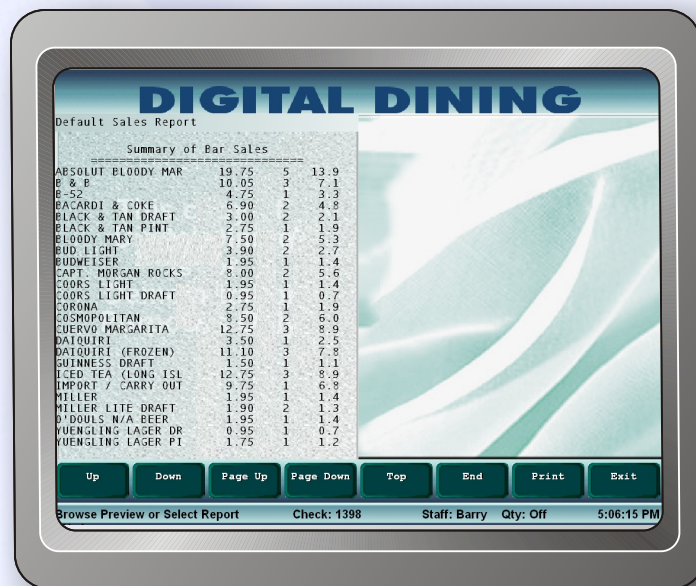 DIGITAL DINING
Default Sales Report
Summary of Bar Sales
==============================
ABSOLUT BLOODY MAR 19.75 5 13.9
B & B 10.05 3 7.1
B-52 4.75 1 3.3
BACARDI & COKE 6.90 2 4.8
BLACK & TAN DRAFT 3.00 2 2.1
BLACK & TAN PINT 2.75 1 1.9
BLOODY MARY 7.50 2 5.3
BUD LIGHT 3.90 2 2.7
BUDWEISER 1.95 1 1.4
CAPT. MORGAN ROCKS 8.00 2 5.6
COORS LIGHT 1.95 1 1.4
COORS LIGHT DRAFT 0.95 1 0.7
CORONA 2.75 1 1.9
COSMOPOLITAN 8.50 2 6.0
CUERVO MARGARITA 12.75 3 8.9
DAIQUIRI 3.50 1 2.5
DAIQUIRI (FROZEN) 11.10 3 7.8
GUINNESS DRAFT 1.50 1 1.1
ICED TEA (LONG ISL 12.75 3 8.9
IMPORT / CARRY OUT 9.75 1 6.8
MILLER 1.95 1 1.4
MILLER LITE DRAFT 1.90 2 1.3
O'DOULS N/A BEER 1.95 1 1.4
YUENGLING LAGER DR 0.95 1 0.7
YUENGLING LAGER PI 1.75 1 1.2
Up Down Page Up Page Down Top End Print Exit
Browse Preview or Select Report Check: 1398 Staff: Barry Qty: Off 5:06:15 PM